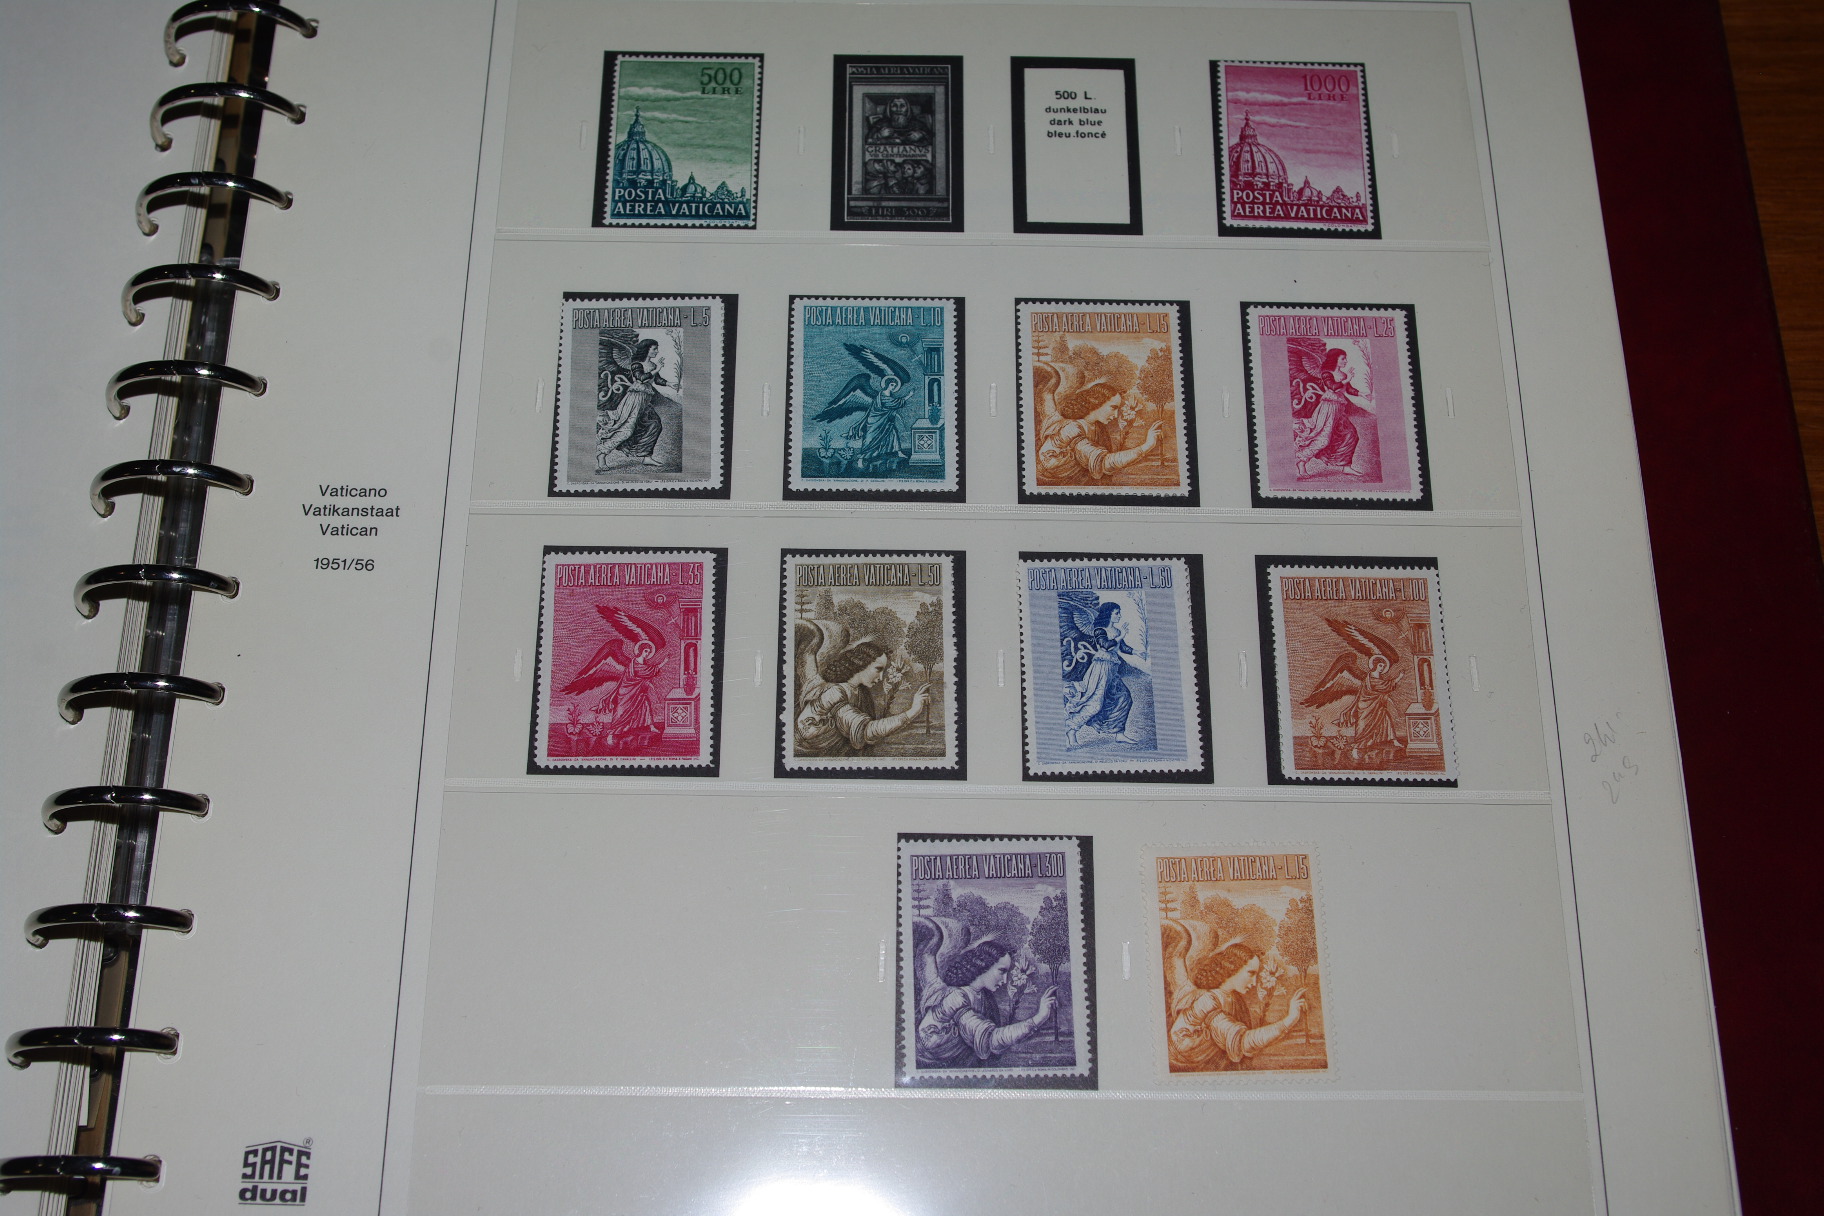 500
LIRE
POSTA
AEREA VATICANA
POSTA AEREA VATICANA
GRATIANVS
LIRE 300
500 L.
dunkelblau
dark blue
bleu.foncé
1000
LIRE
POSTA
AEREA VATICANA
POSTA AEREA VATICANA-L.5
POSTA AEREA VATICANA-L.10
POSTA AEREA VATICANA-L.15
POSTA AEREA VATICANA-L.25
Vaticano
Vatikanstaat
Vatican
1951/56
POSTA AEREA VATICANA-L.35
POSTA AEREA VATICANA-L.50
POSTA AEREA VATICANA-L.60
POSTA AEREA VATICANA-L.100
POSTA AEREA VATICANA-L.300
POSTA AEREA VATICANA-L.15
SAFE®
dual